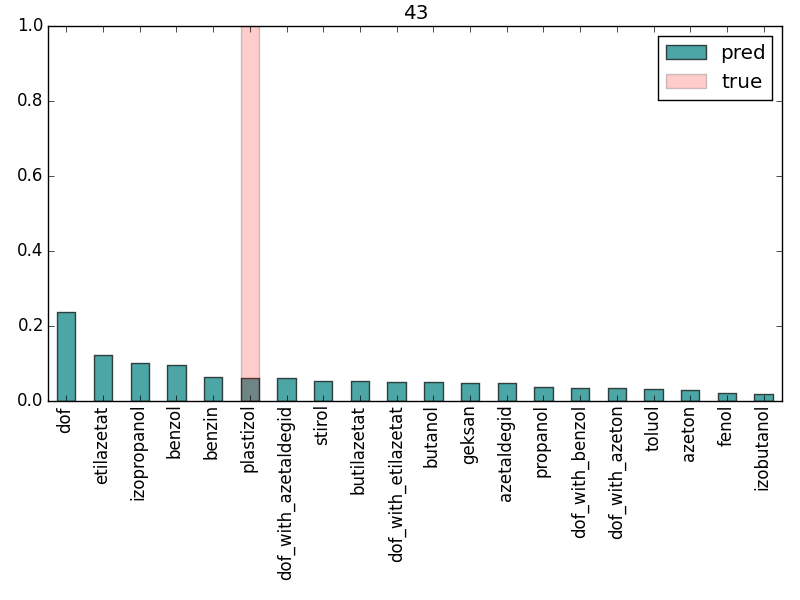 43
1.0
0.8
0.6
0.4
0.2
0.0
pred
true
dof
etilazetat
izopropanol
benzol
benzin
plastizol
dof_with_azetaldegid
stirol
butilazetat
dof_with_etilazetat
butanol
geksan
azetaldegid
propanol
dof_with_benzol
dof_with_azeton
toluol
azeton
fenol
izobutanol